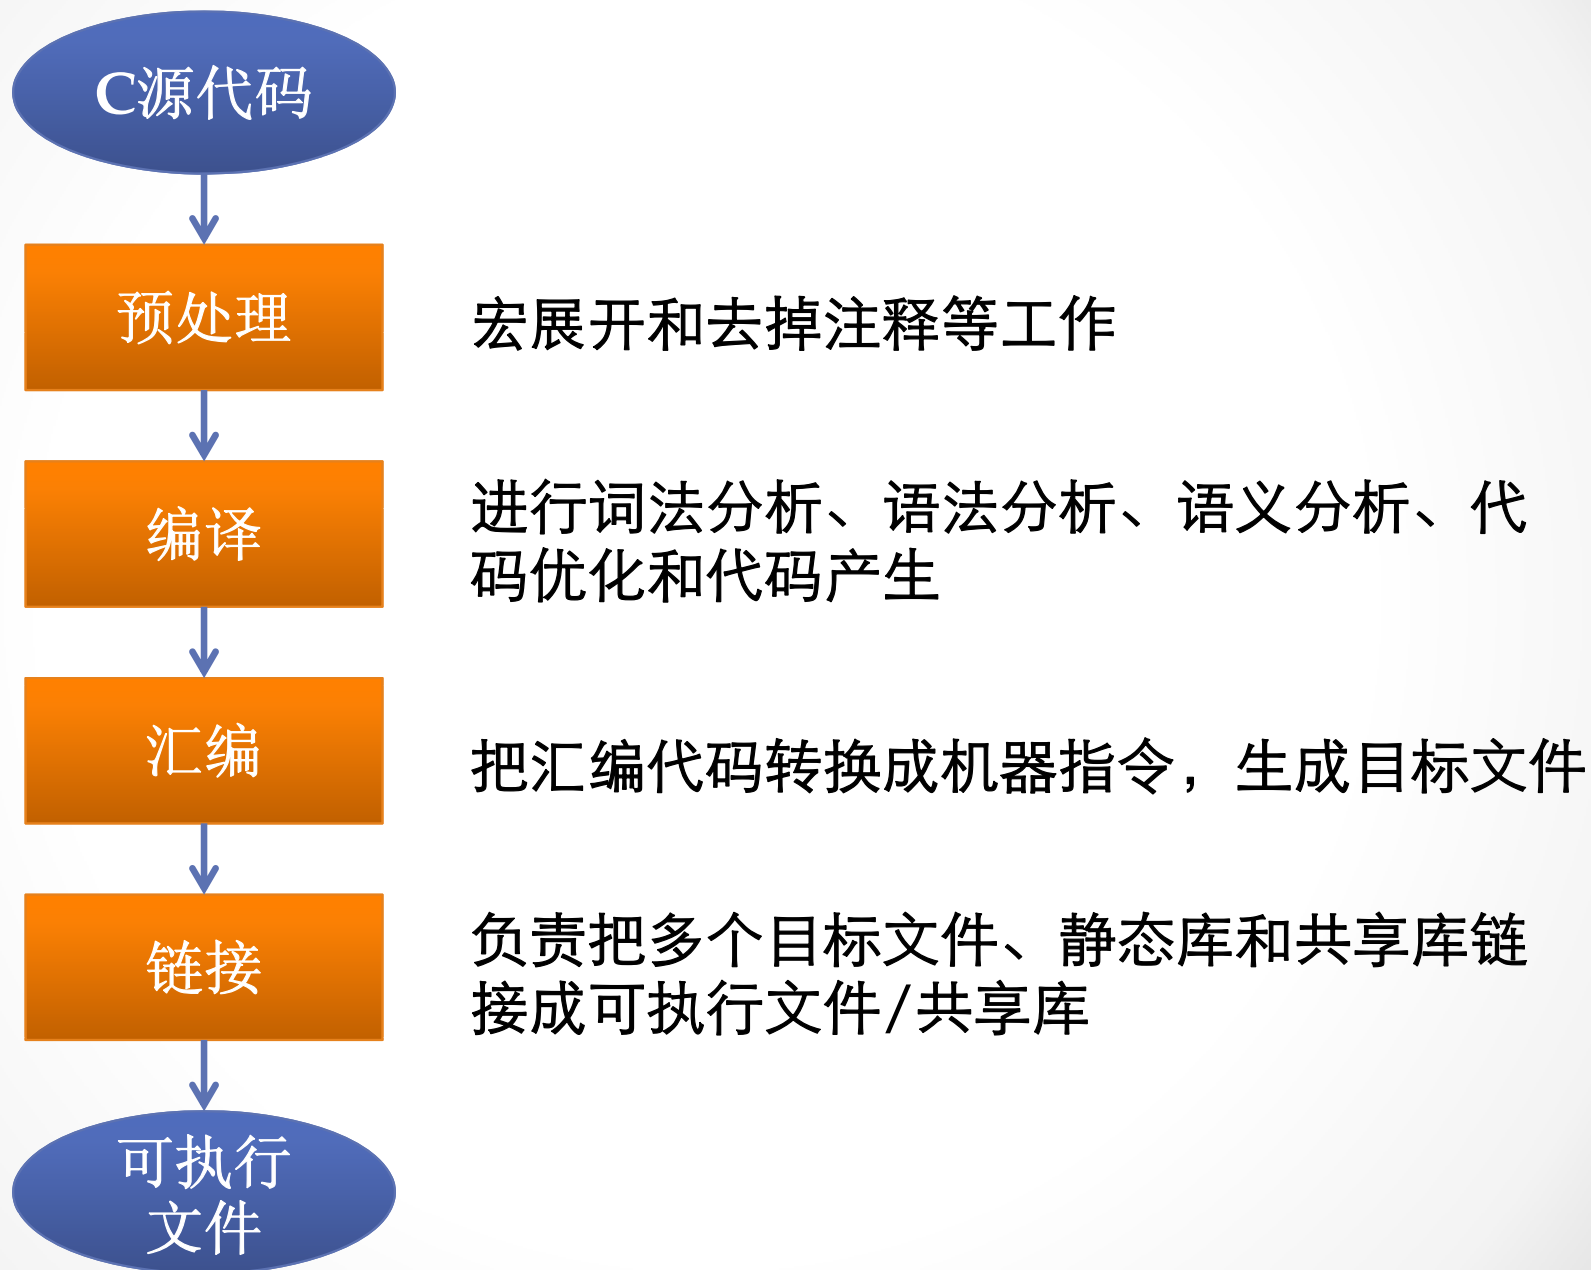 C源代码
预处理
宏展开和去掉注释等工作
编译
进行词法分析、语法分析、语义分析、代
码优化和代码产生
汇编
把汇编代码转换成机器指令，生成目标文件
链接
负责把多个目标文件、静态库和共享库链
接成可执行文件/共享库
可执行
文件